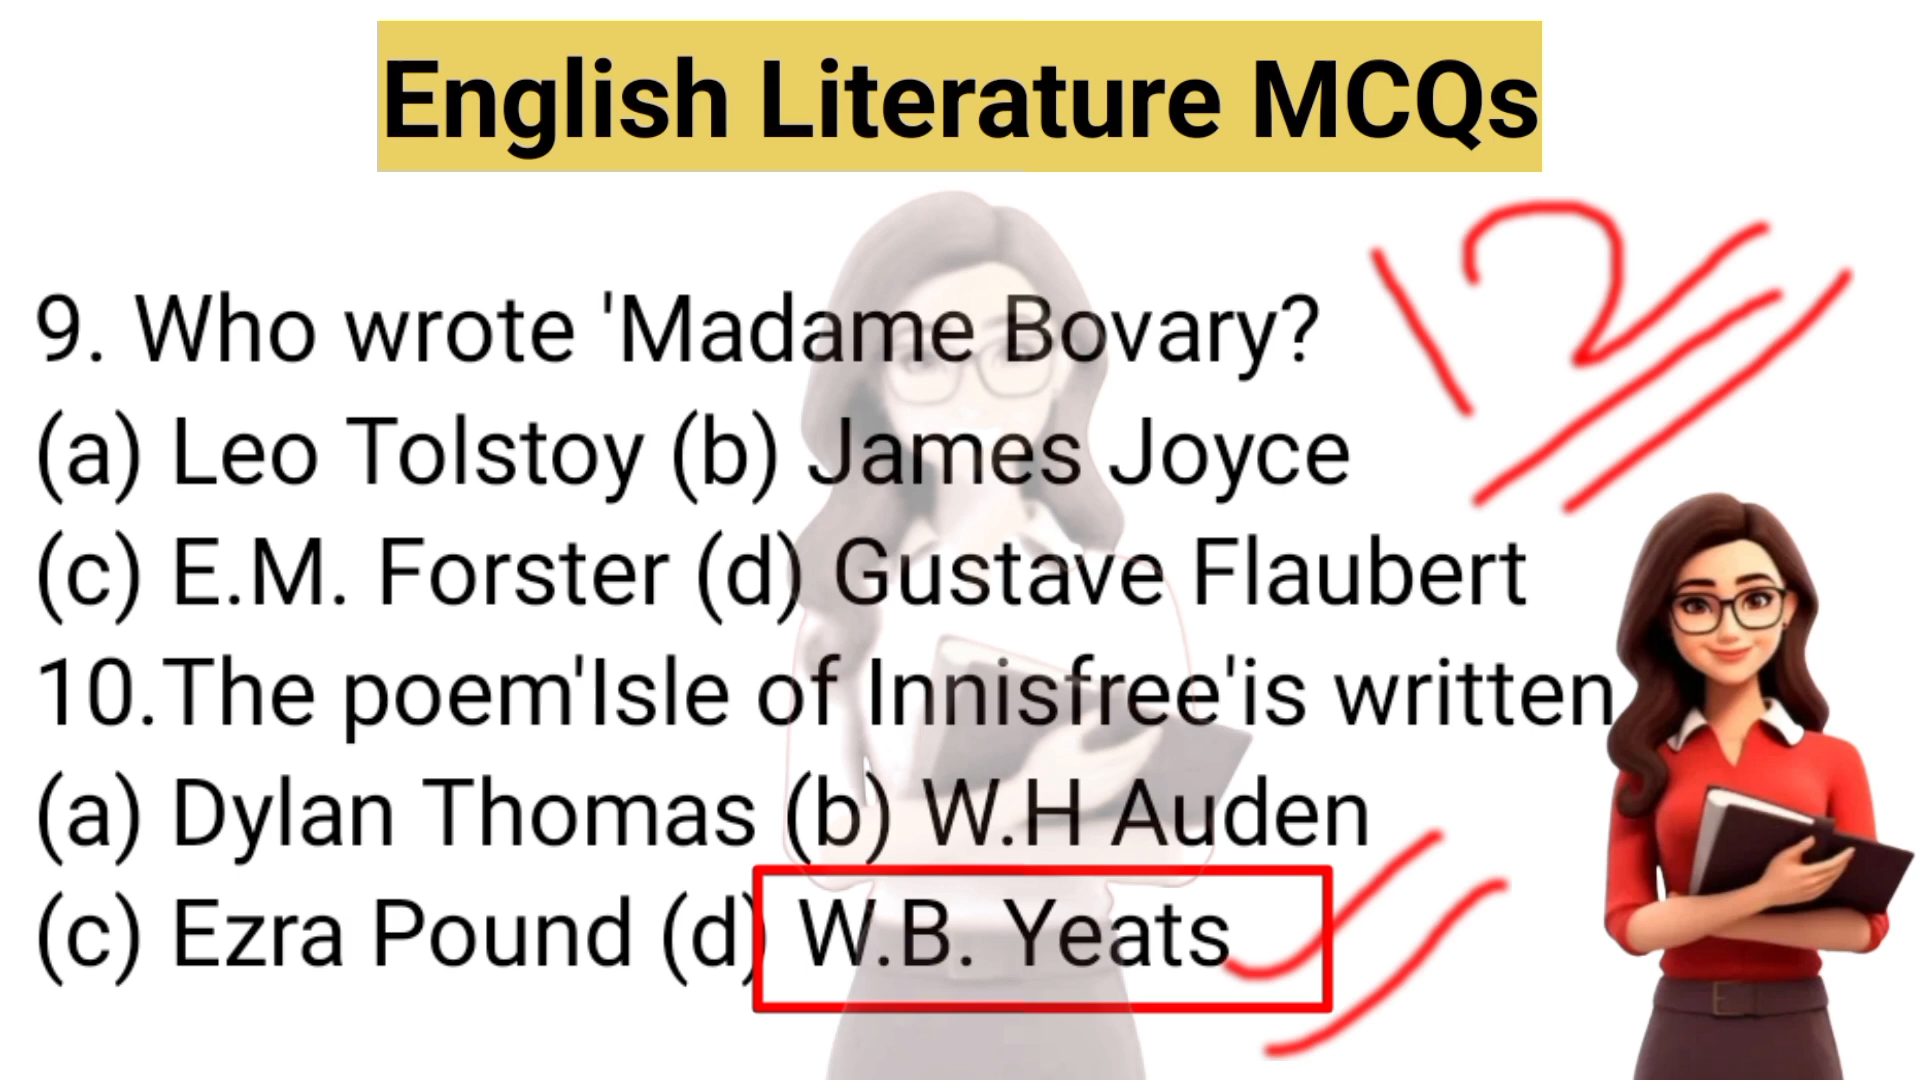 English Literature MCQs
9. Who wrote 'Madame Bovary?
(a) Leo Tolstoy (b) James Joyce
(c) E.M. Forster (d) Gustave Flaubert
10.The poem'Isle of Innisfree'is written
(a) Dylan Thomas (b) W.H Auden
(c) Ezra Pound (d) W.B. Yeats